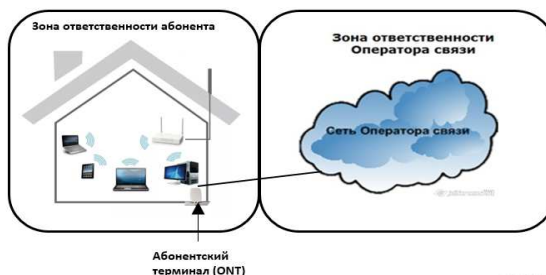 Зона ответственности абонента
Зона ответственности
Оператора связи
Сеть Оператора связи
Абонентский
терминал (ONT)